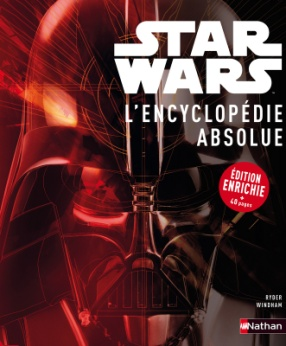 STAR
WARS
L'ENCYCLOPÉDIE
ABSOLUE
ÉDITION
ENRICHIE
+
40 pages
RYDER
WINDHAM
Nathan